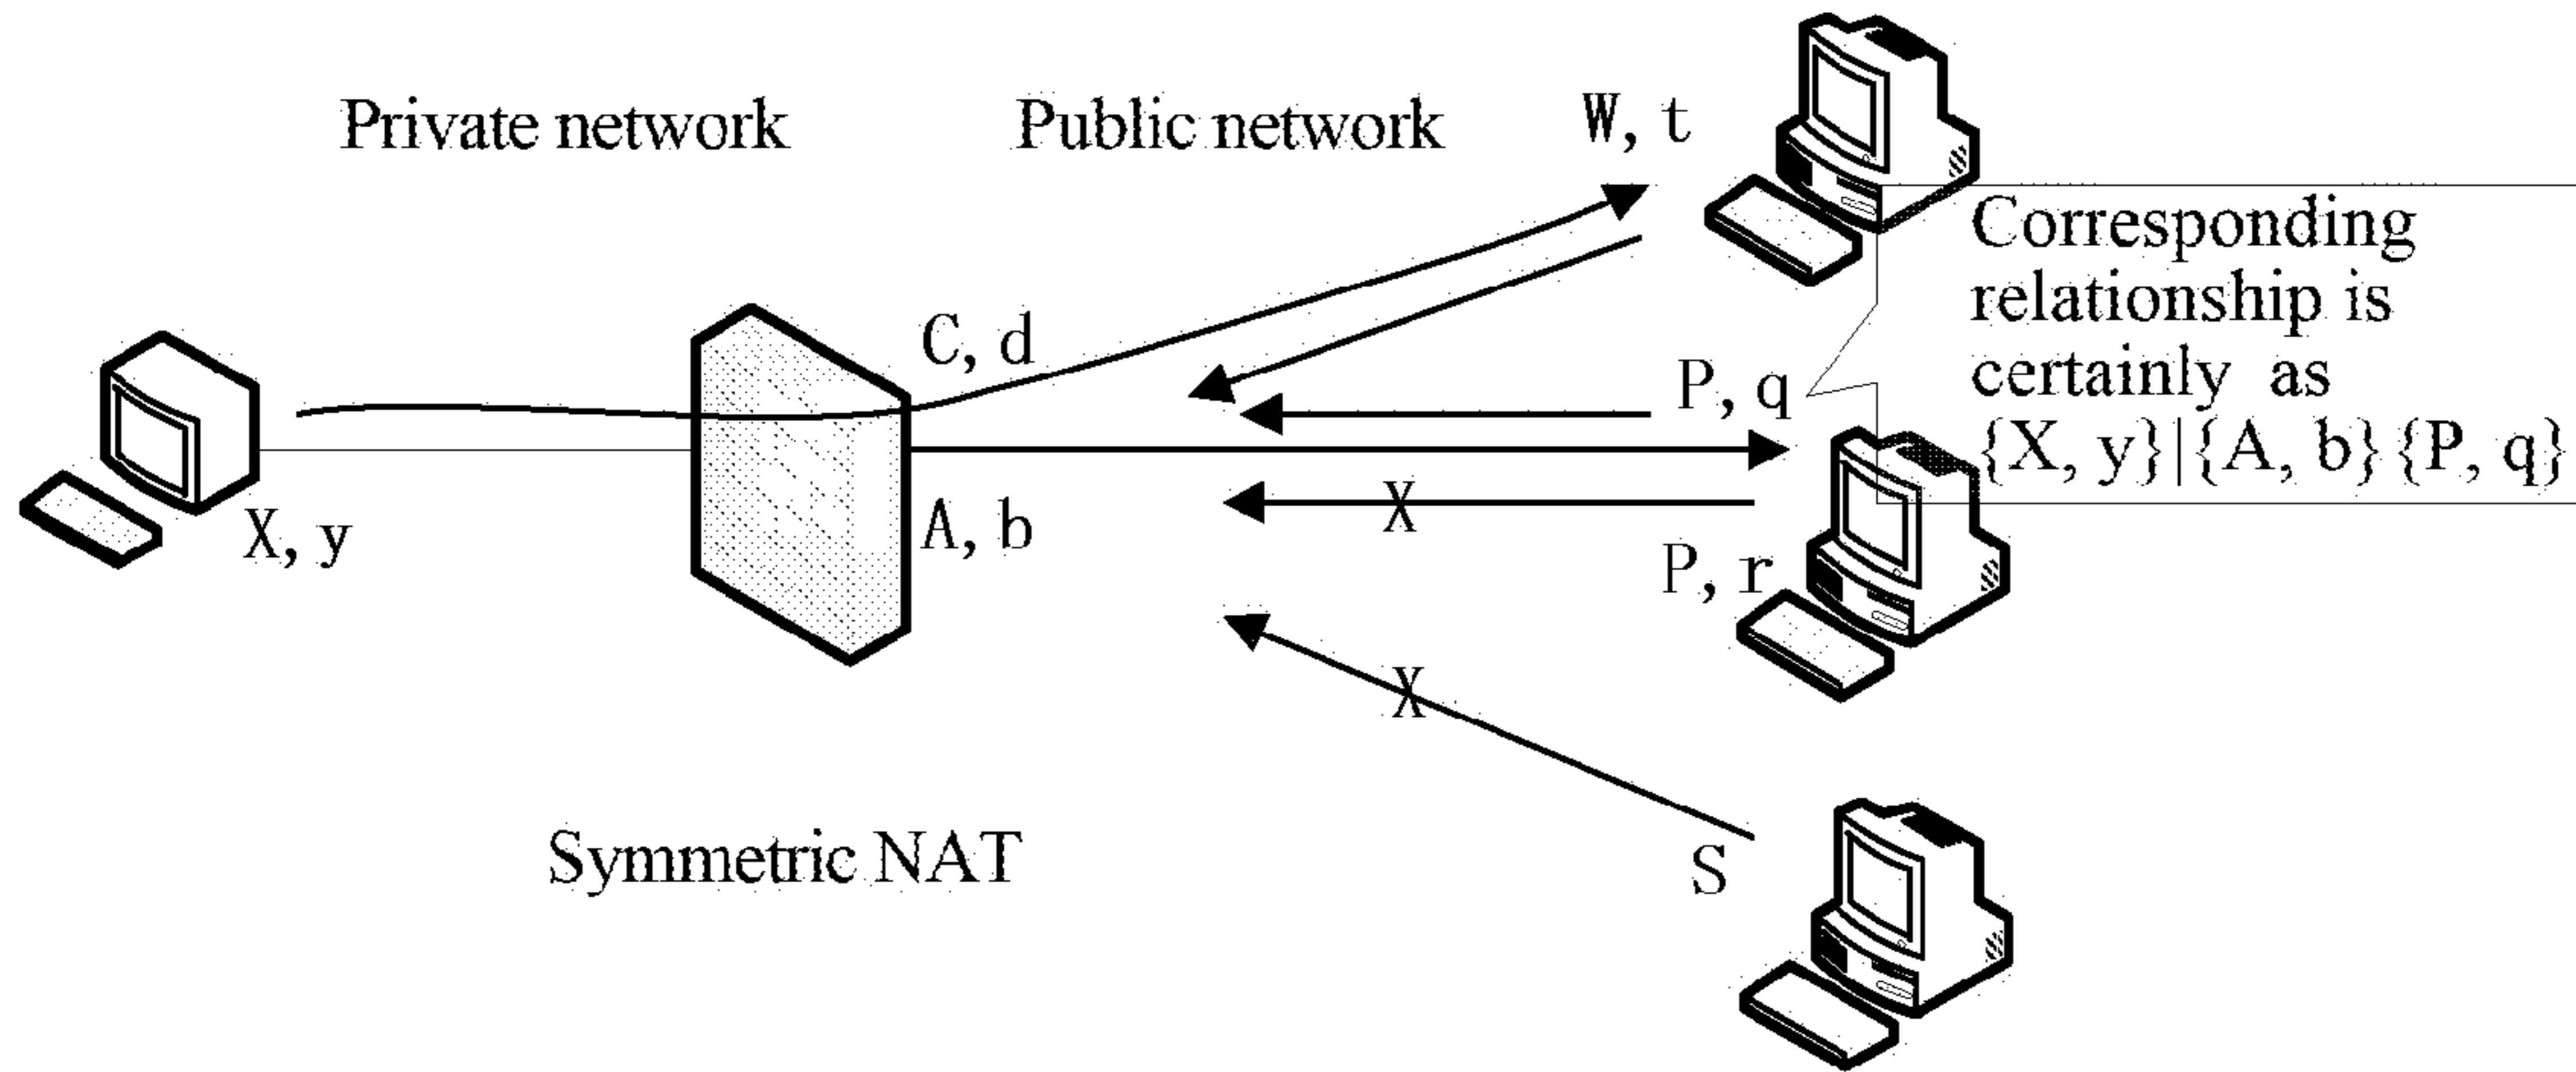 Private network
Public network
W, t
Corresponding
relationship is
certainly as
{X, y}|{A, b}{P, q}
C, d
P, q
X, y
A, b
X
P, r
X
S
Symmetric NAT